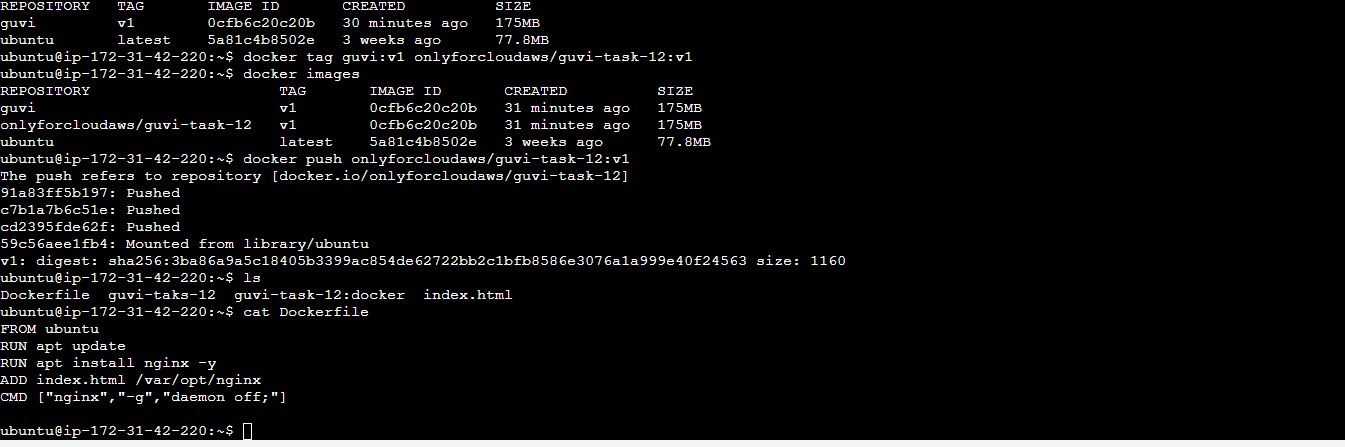 REPOSITORY   TAG       IMAGE ID       CREATED          SIZE
guvi         v1        0cfb6c20c20b   30 minutes ago   175MB
ubuntu       latest    5a81c4b8502e   3 weeks ago      77.8MB
ubuntu@ip-172-31-42-220:~$ docker tag guvi:v1 onlyforcloudaws/guvi-task-12:v1
ubuntu@ip-172-31-42-220:~$ docker images
REPOSITORY                     TAG       IMAGE ID       CREATED          SIZE
guvi                           v1        0cfb6c20c20b   31 minutes ago   175MB
onlyforcloudaws/guvi-task-12   v1        0cfb6c20c20b   31 minutes ago   175MB
ubuntu                         latest    5a81c4b8502e   3 weeks ago      77.8MB
ubuntu@ip-172-31-42-220:~$ docker push onlyforcloudaws/guvi-task-12:v1
The push refers to repository [docker.io/onlyforcloudaws/guvi-task-12]
91a83ff5b197: Pushed
c7b1a7b6c51e: Pushed
cd2395fde62f: Pushed
59c56aee1fb4: Mounted from library/ubuntu
v1: digest: sha256:3ba86a9a5c18405b3399ac854de62722bb2c1bfb8586e3076a1a999e40f24563 size: 1160
ubuntu@ip-172-31-42-220:~$ ls
Dockerfile  guvi-taks-12  guvi-task-12:docker  index.html
ubuntu@ip-172-31-42-220:~$ cat Dockerfile
FROM ubuntu
RUN apt update
RUN apt install nginx -y
ADD index.html /var/opt/nginx
CMD ["nginx","-g","daemon off;"]
ubuntu@ip-172-31-42-220:~$